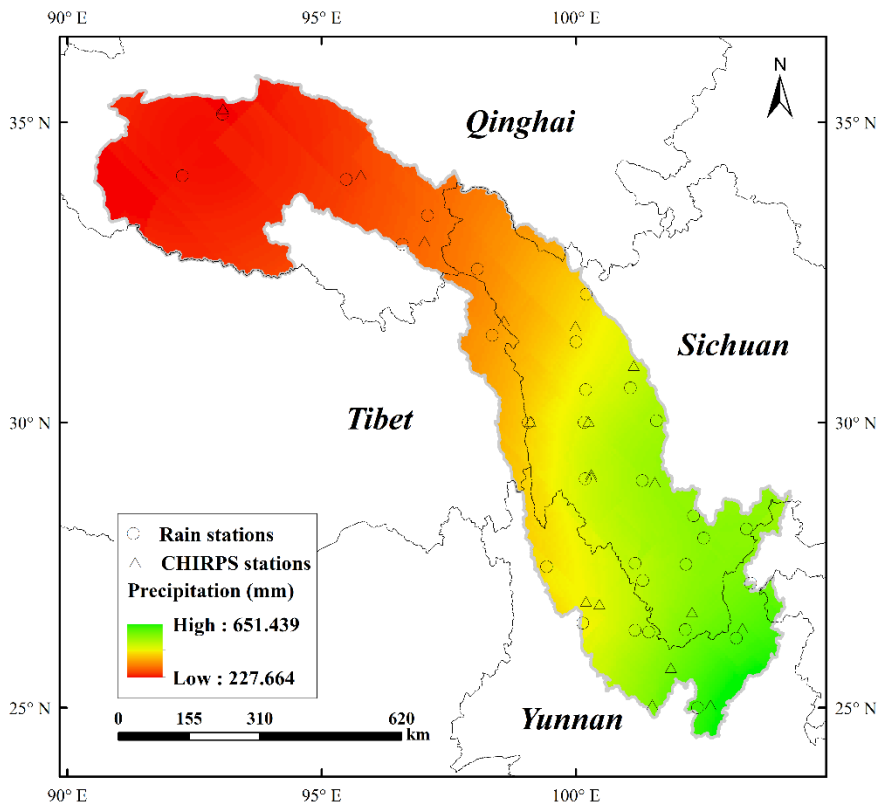 90° E
95° E
100° E
N
35° N
35° N
Qinghai
Sichuan
Tibet
30° N
30° N
Rain stations
CHIRPS stations
Precipitation (mm)
High : 651.439
Low : 227.664
25° N
25° N
Yunnan
0 155 310 620
km
90° E
95° E
100° E